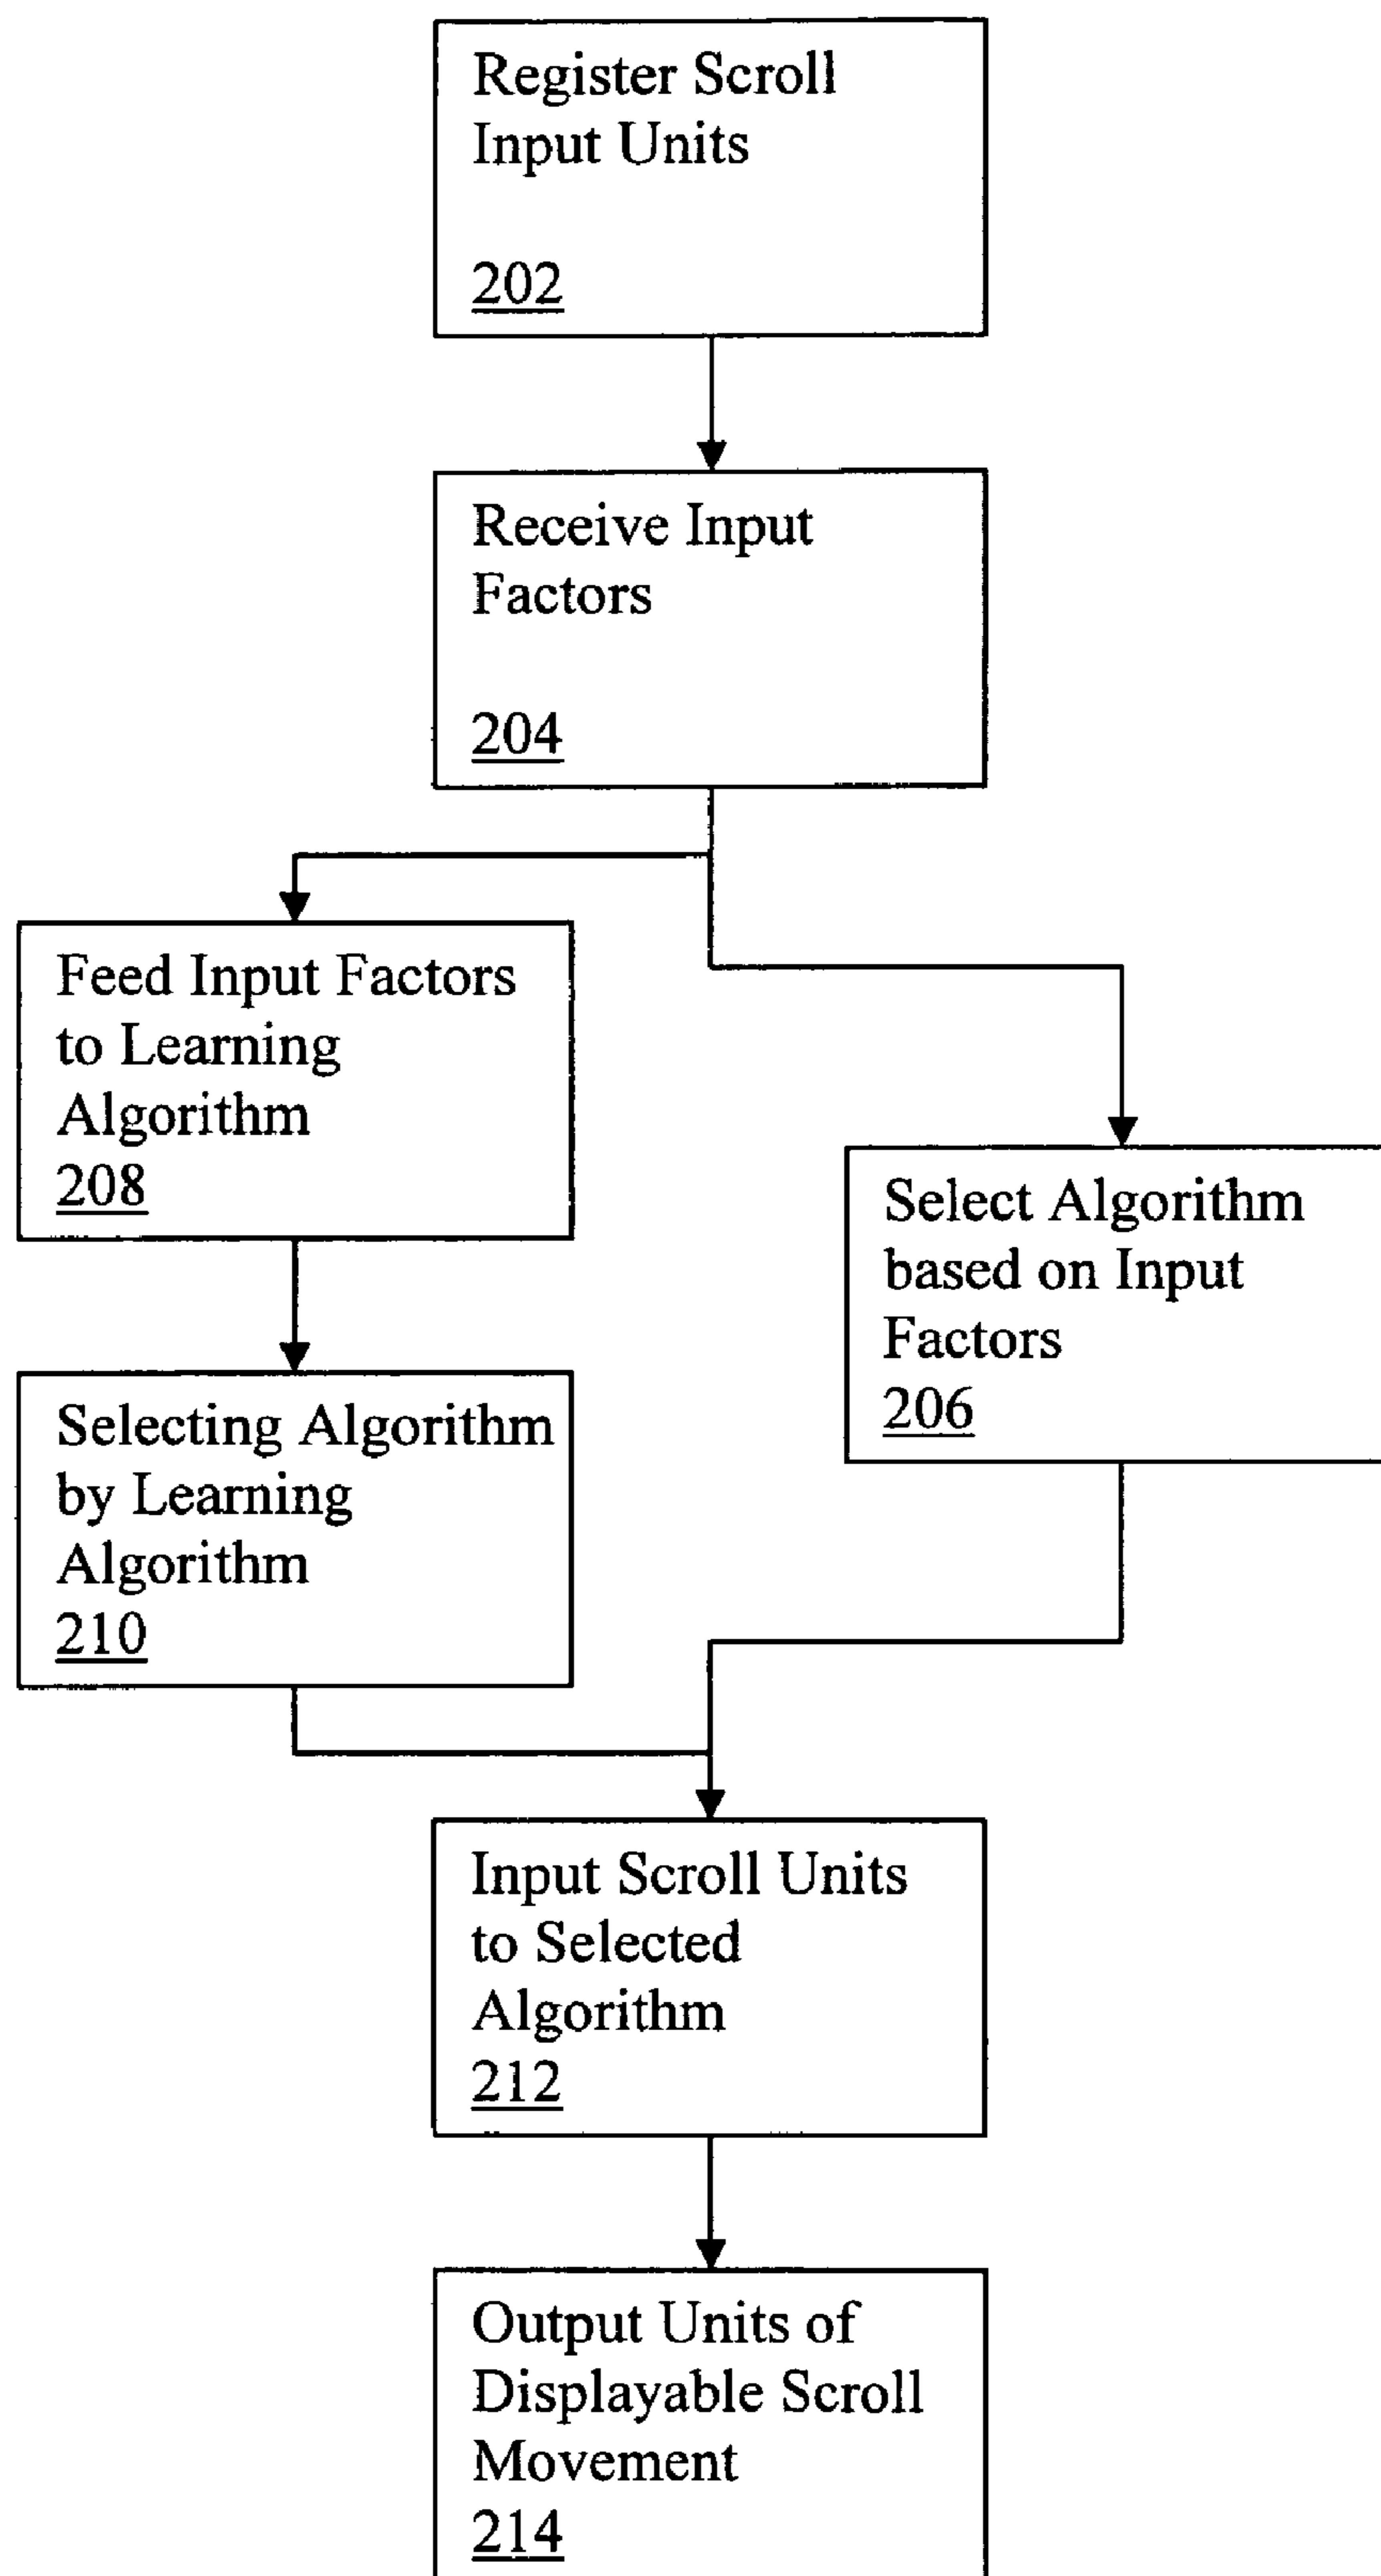 Register Scroll
Input Units
202
Receive Input
Factors
204
Feed Input Factors
to Learning
Algorithm
208
Select Algorithm
based on Input
Factors
206
Selecting Algorithm
by Learning
Algorithm
210
Input Scroll Units
to Selected
Algorithm
212
Output Units of
Displayable Scroll
Movement
214